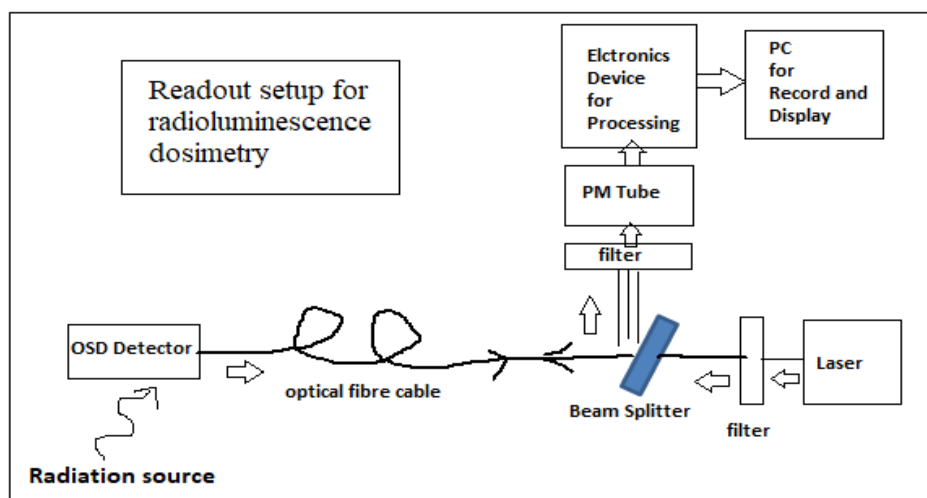 Readout setup for
radioluminescence
dosimetry
Elctronics
Device
for
Processing
PC
for
Record and
Display
PM Tube
filter
OSD Detector
optical fibre cable
Beam Splitter
filter
Laser
Radiation source